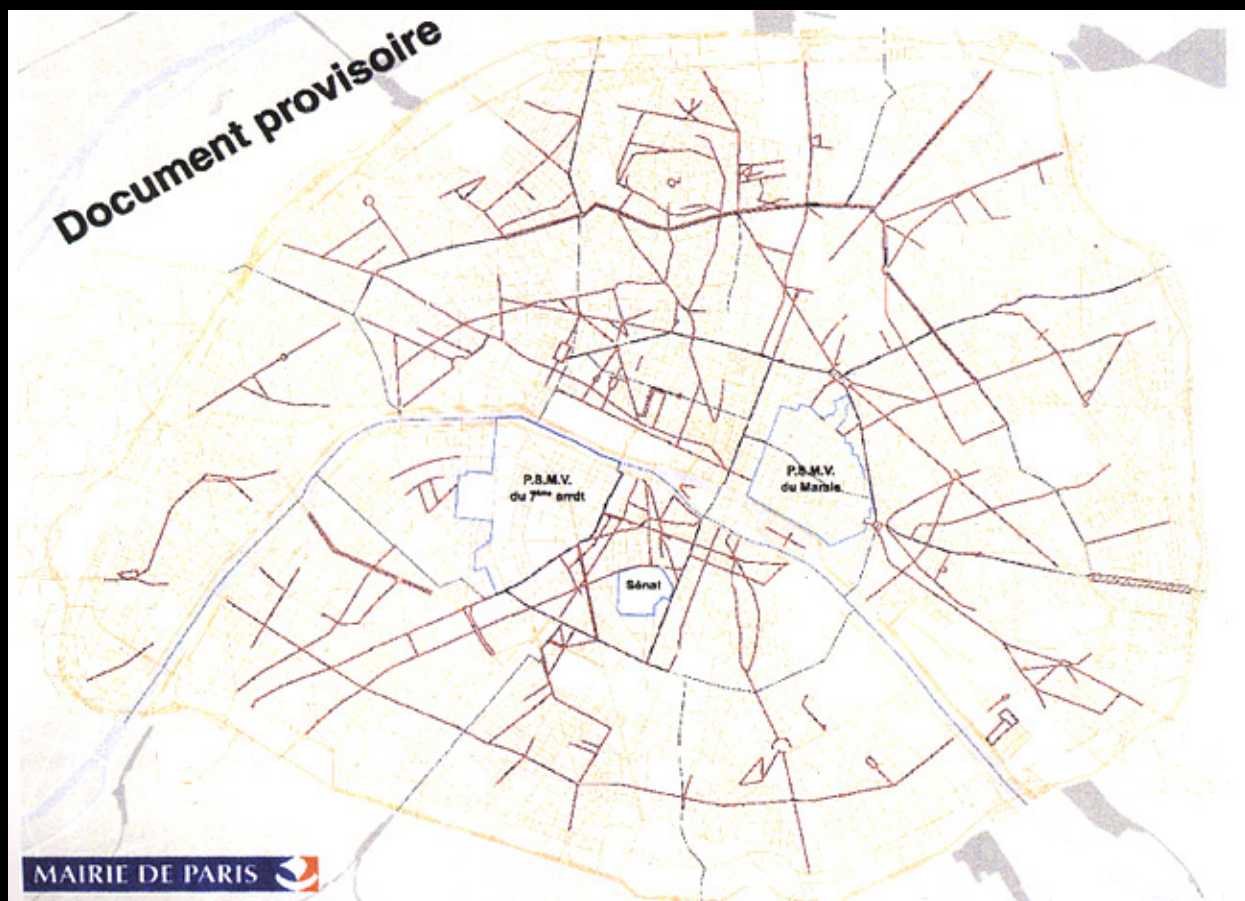 Document provisoire
P.S.M.V.
du 7ème arrdt
P.S.M.V.
du Marais
Sénat
MAIRIE DE PARIS